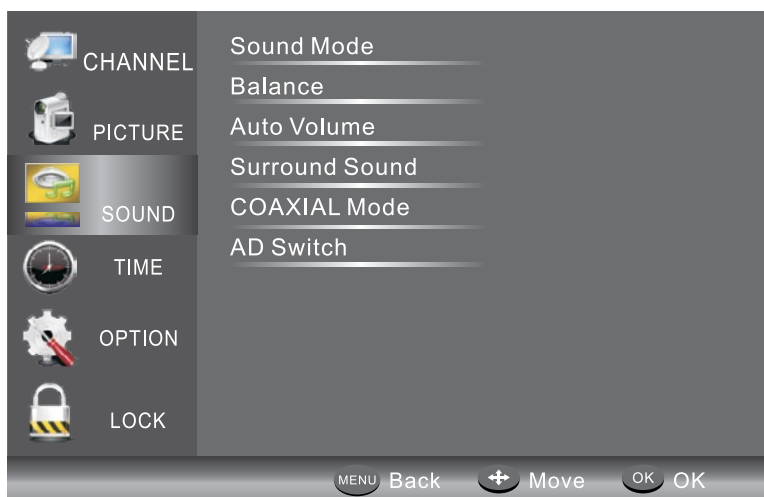 CHANNEL
PICTURE
SOUND
TIME
OPTION
LOCK
Sound Mode
Balance
Auto Volume
Surround Sound
COAXIAL Mode
AD Switch
MENU Back
Move
OK OK